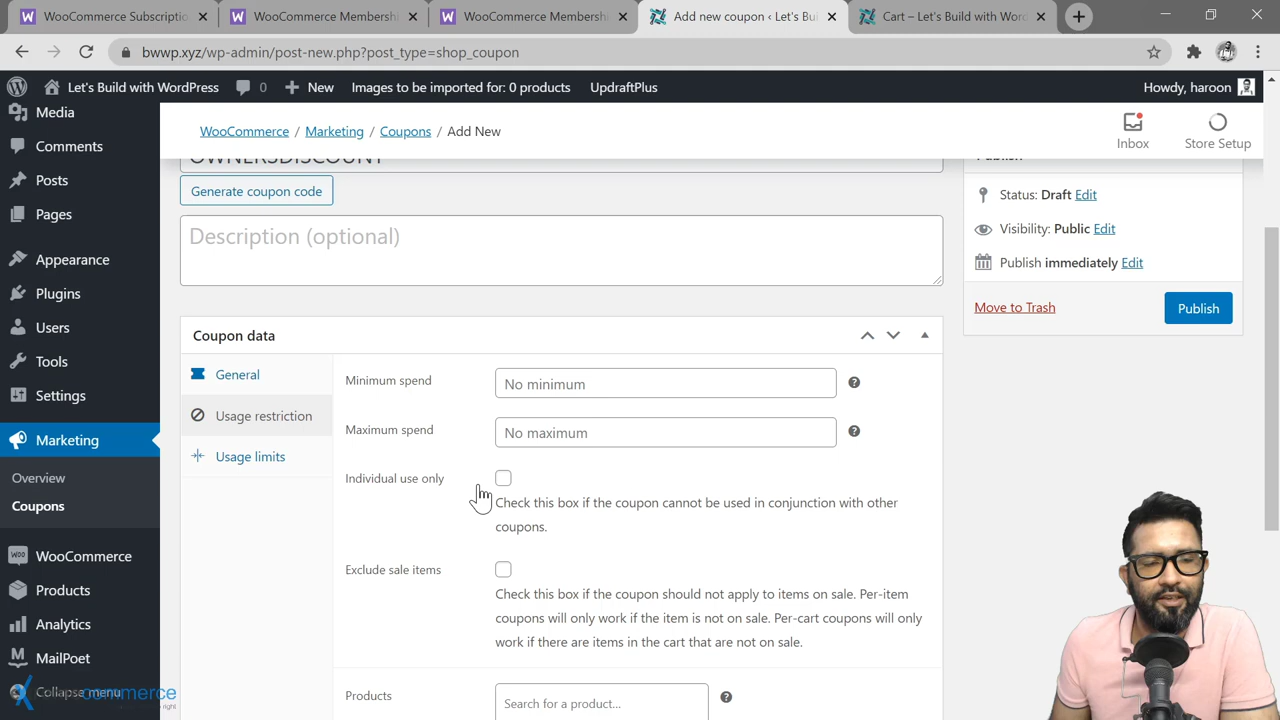 WooCommerce Subscriptio
WooCommerce Membershi
WooCommerce Membershi
Add new coupon ‹ Let's Bui
Cart – Let's Build with Wor
bwwp.xyz/wp-admin/post-new.php?post_type=shop_coupon
Let's Build with WordPress
0
New
Images to be imported for: 0 products
UpdraftPlus
Howdy, haroon
Media
Comments
Posts
Pages
Appearance
Plugins
Users
Tools
Settings
Marketing
Overview
Coupons
WooCommerce
Products
Analytics
MailPoet
Collapse menu
WooCommerce / Marketing / Coupons / Add New
Inbox
Store Setup
OWNERSDISCOUNT
Generate coupon code
Description (optional)
Publish
Status: Draft Edit
Visibility: Public Edit
Publish immediately Edit
Move to Trash
Publish
Coupon data
General
Usage restriction
Usage limits
Minimum spend
No minimum
Maximum spend
No maximum
Individual use only
Check this box if the coupon cannot be used in conjunction with other
coupons.
Exclude sale items
Check this box if the coupon should not apply to items on sale. Per-item
coupons will only work if the item is not on sale. Per-cart coupons will only
work if there are items in the cart that are not on sale.
Products
Search for a product...